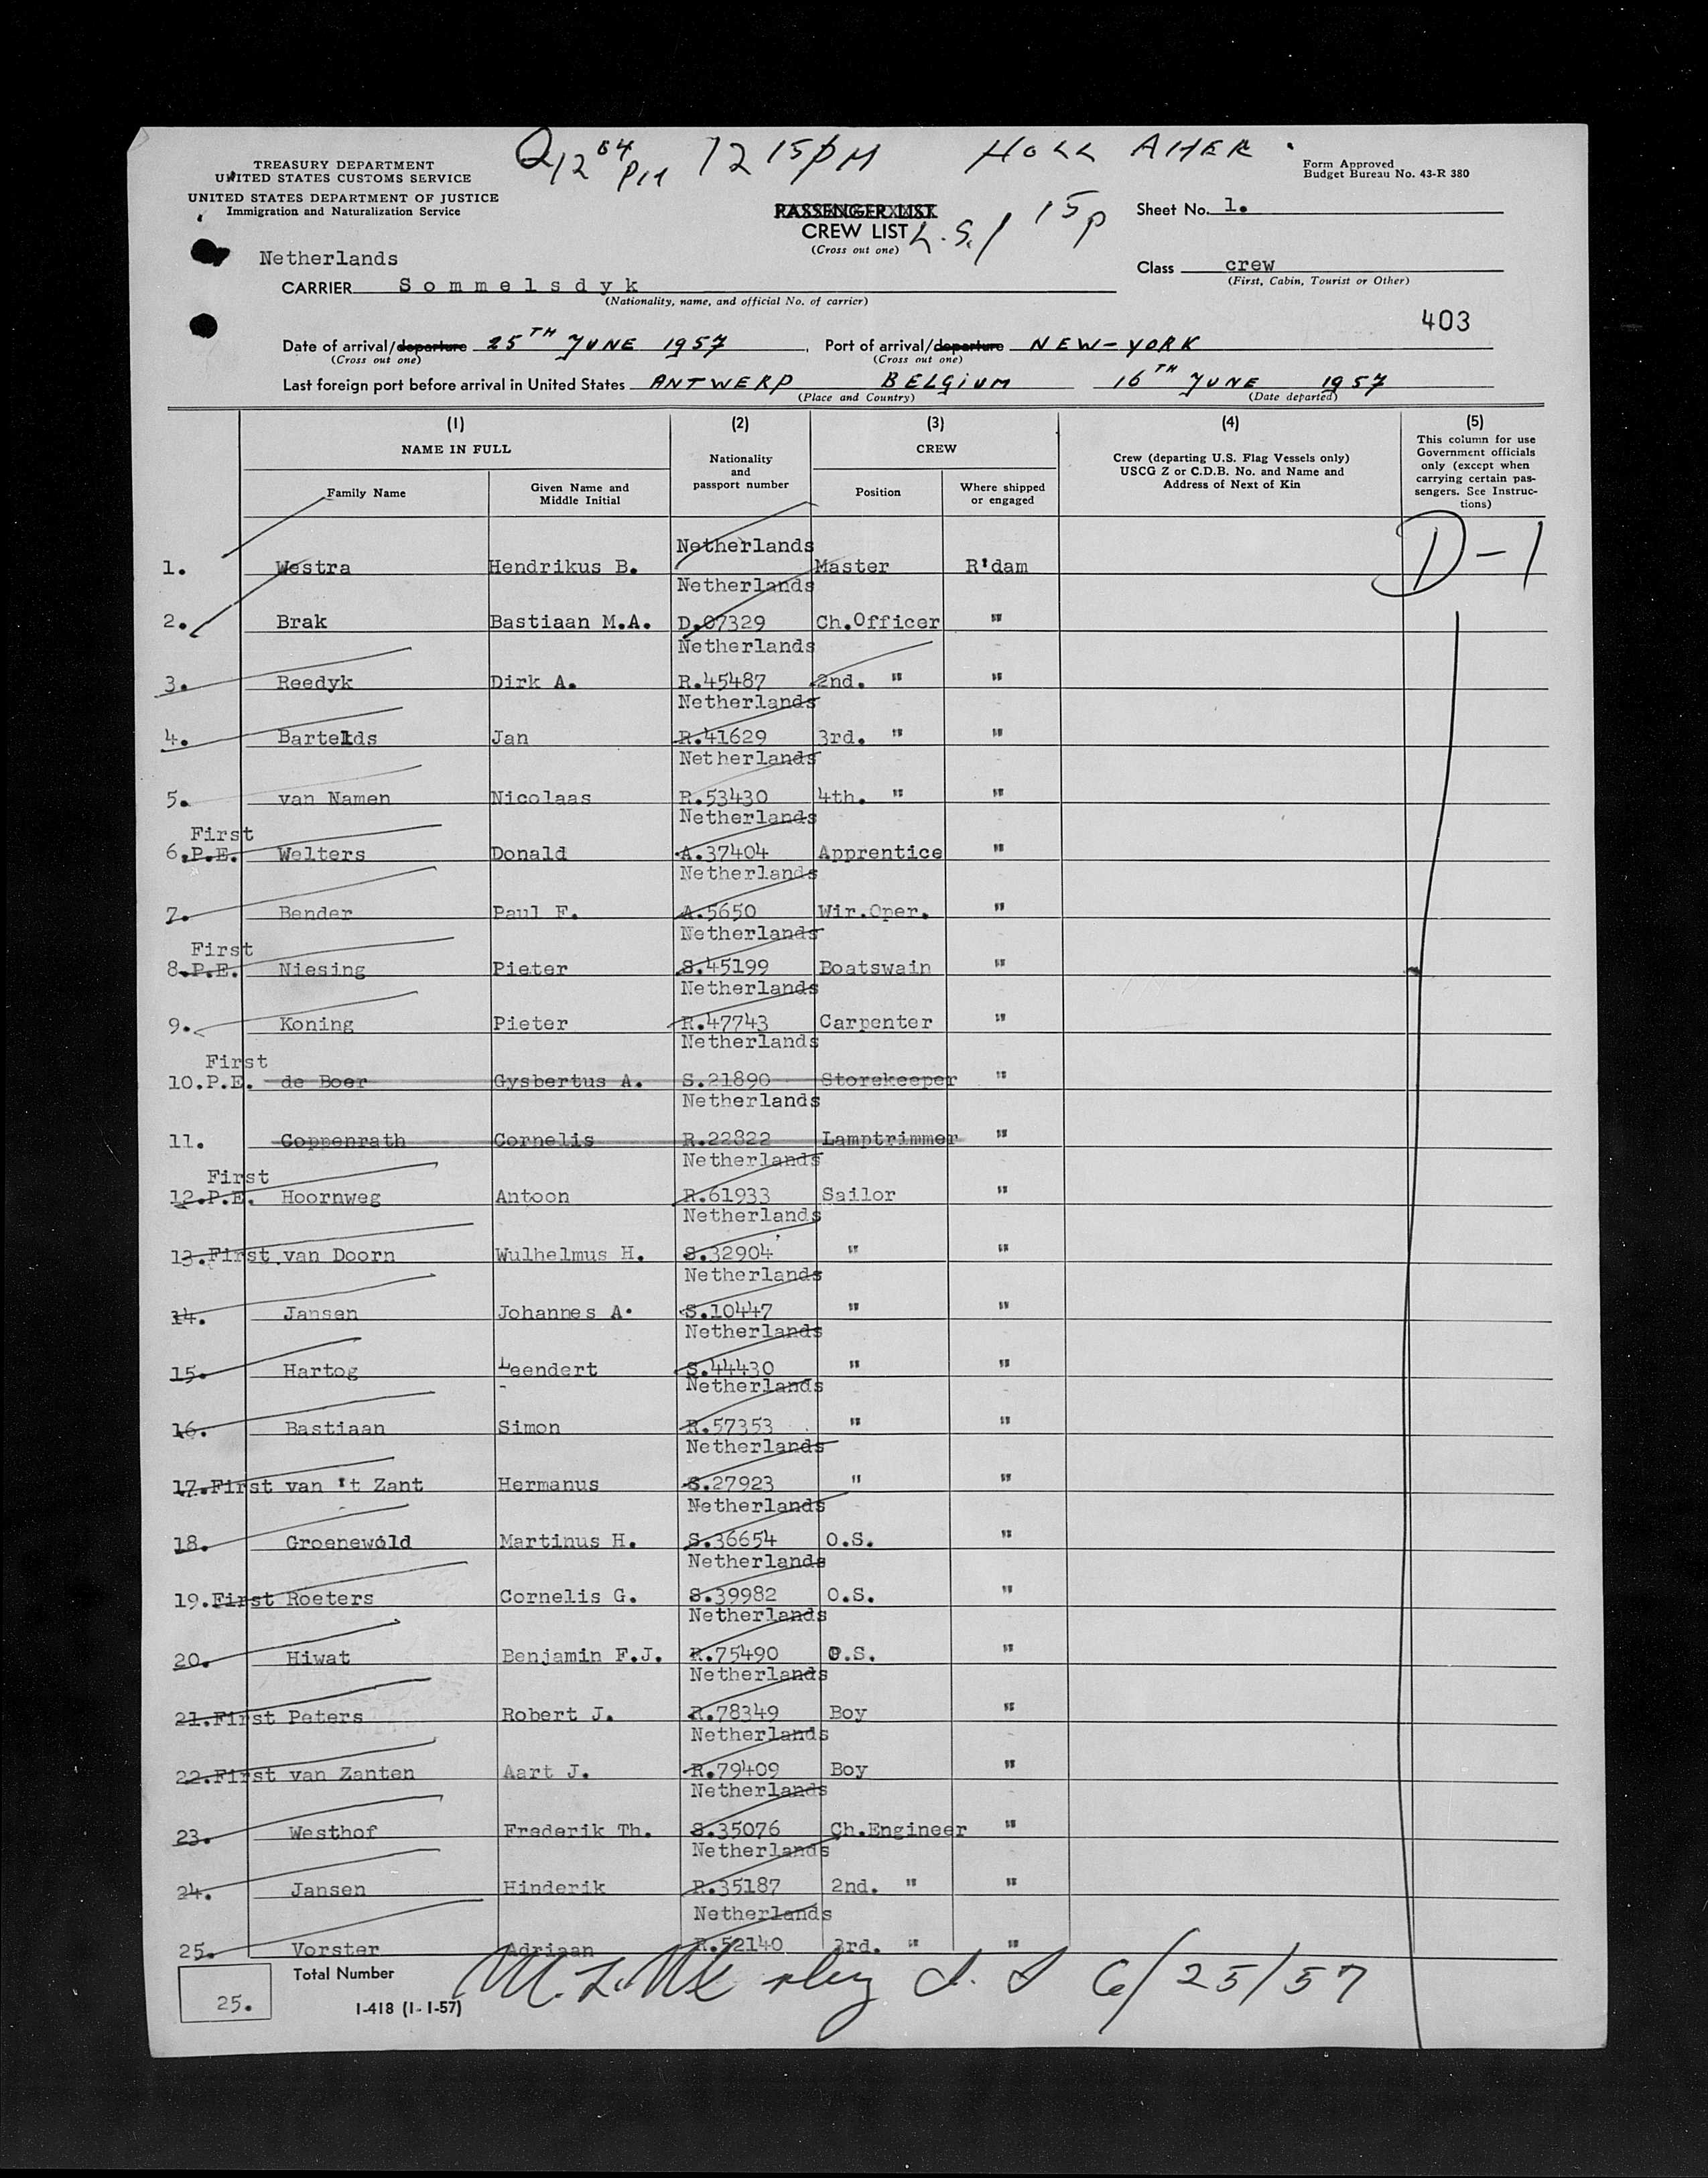 Q 12 04 PM 12 15 PM HOLL AMER.
TREASURY DEPARTMENT
UNITED STATES CUSTOMS SERVICE
UNITED STATES DEPARTMENT OF JUSTICE
Immigration and Naturalization Service
Form Approved
Budget Bureau No. 43-R 380
PASSENGER LIST
CREW LIST
(Cross out one)
L.S. 1 15 p
Sheet No. 1.
Netherlands
CARRIER Sommelsdyk
(Nationality, name, and official No. of carrier)
Class crew
(First, Cabin, Tourist or Other)
403
Date of arrival/departure 25TH JUNE 1957, Port of arrival/departure NEW-YORK
(Cross out one) (Cross out one)
Last foreign port before arrival in United States ANTWERP BELGIUM 16TH JUNE 1957
(Place and Country) (Date departed)
(1) (2) (3) (4) (5)
NAME IN FULL
Family Name
Given Name and Middle Initial
Nationality and passport number
CREW
Position
Where shipped or engaged
Crew (departing U.S. Flag Vessels only)
USCG Z or C.D.B. No. and Name and
Address of Next of Kin
This column for use
Government officials
only (except when
carrying certain pas-
sengers. See Instruc-
tions)
D-1
Netherlands
1. Westra Hendrikus B. Master R'dam
Netherlands
2. Brak Bastiaan M.A. D.07329 Ch.Officer "
Netherlands
3. Reedyk Dirk A. R.45487 2nd. " "
Netherlands
4. Bartelds Jan R.41629 3rd. " "
Netherlands
5. van Namen Nicolaas R.53430 4th. " "
Netherlands
First
6.P.E. Welters Donald A.37404 Apprentice "
Netherlands
7. Bender Paul F. A.5650 Wir.Oper. "
Netherlands
First
8.P.E. Niesing Pieter S.45199 Boatswain "
Netherlands
9. Koning Pieter R.47743 Carpenter "
Netherlands
First
10.P.E. de Boer Gysbertus A. S.21890 Storekeeper "
Netherlands
11. Coppenrath Cornelis R.22822 Lamptrimmer "
Netherlands
First
12.P.E. Hoornweg Antoon R.61933 Sailor "
Netherlands
13.First van Doorn Wulhelmus H. S.32904 " "
Netherlands
14. Jansen Johannes A. S.10447 " "
Netherlands
15. Hartog Leendert S.44430 " "
Netherlands
16. Bastiaan Simon R.57353 " "
Netherlands
17.First van 't Zant Hermanus S.27923 " "
Netherlands
18. Groenewold Martinus H. S.36654 O.S. "
Netherlands
19.First Roeters Cornelis G. S.39982 O.S. "
Netherlands
20. Hiwat Benjamin F.J. R.75490 O.S. "
Netherlands
21.First Peters Robert J. R.78349 Boy "
Netherlands
22.First van Zanten Aart J. R.79409 Boy "
Netherlands
23. Westhof Frederik Th. S.35076 Ch.Engineer "
Netherlands
24. Jansen Hinderik R.35187 2nd. " "
Netherlands
25. Vorster Adriaan R.52140 3rd. " "
Total Number
25.
I-418 (1-1-57)
6/25/57